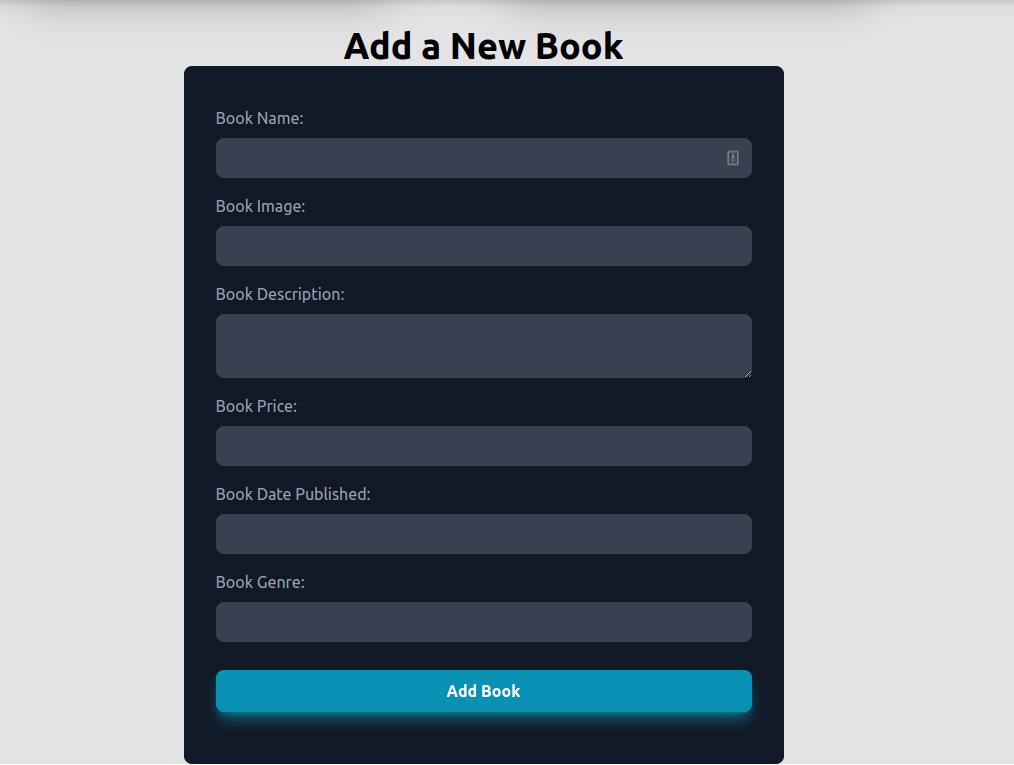 Add a New Book
Book Name:
Book Image:
Book Description:
Book Price:
Book Date Published:
Book Genre:
Add Book